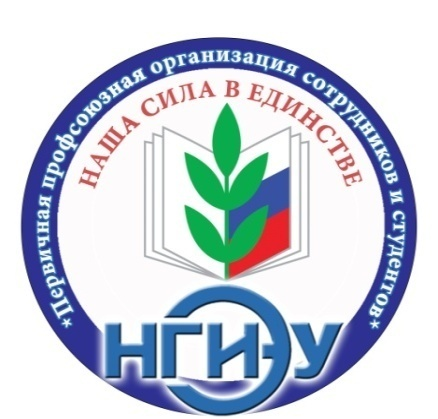 *Первичная профсоюзная организация сотрудников и студентов*
НАША СИЛА В ЕДИНСТВЕ
НГИЭУ